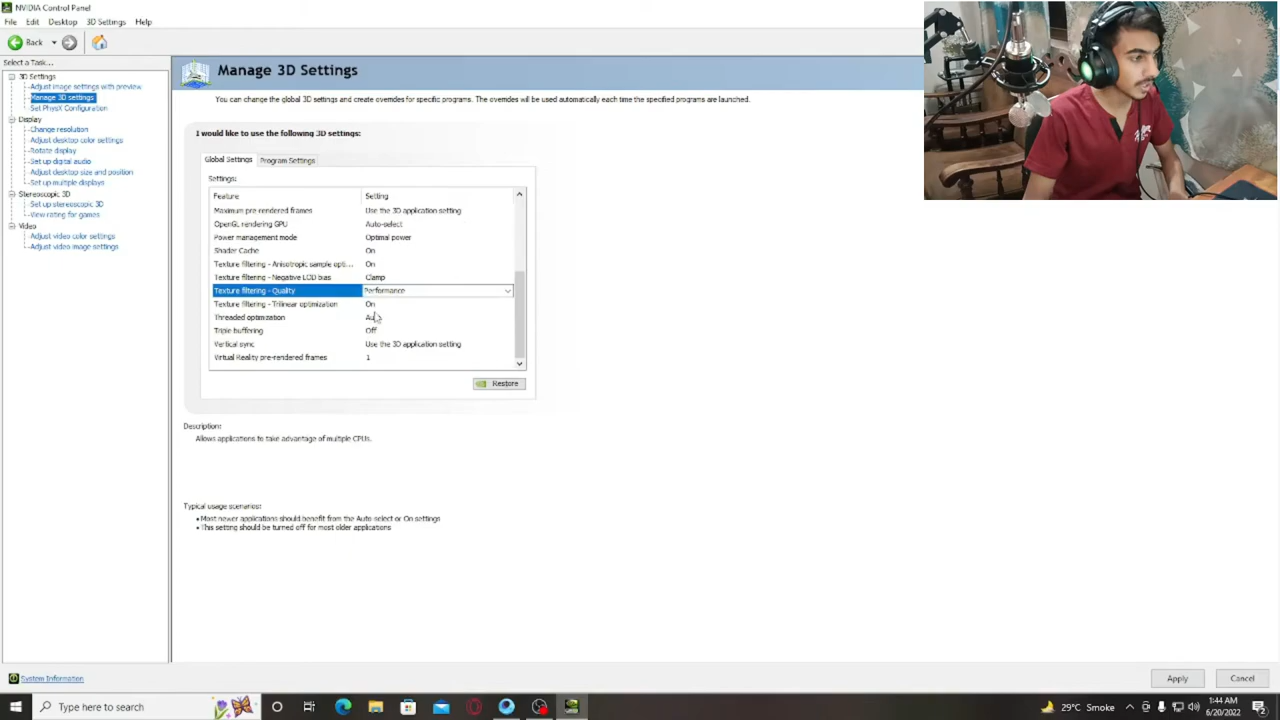 NVIDIA Control Panel
File Edit Desktop 3D Settings Help
Back
Select a Task...
3D Settings
Adjust image settings with preview
Manage 3D settings
Set PhysX Configuration
Display
Change resolution
Adjust desktop color settings
Rotate display
Set up digital audio
Adjust desktop size and position
Set up multiple displays
Stereoscopic 3D
Set up stereoscopic 3D
View rating for games
Video
Adjust video color settings
Adjust video image settings
System Information
Manage 3D Settings
You can change the global 3D settings and create overrides for specific programs. The overrides will be used automatically each time the specified programs are launched.
I would like to use the following 3D settings:
Global Settings Program Settings
Settings:
Feature Setting
Maximum pre-rendered frames Use the 3D application setting
OpenGL rendering GPU Auto-select
Power management mode Optimal power
Shader Cache On
Texture filtering - Anisotropic sample opti... On
Texture filtering - Negative LOD bias Clamp
Texture filtering - Quality Performance
Texture filtering - Trilinear optimization On
Threaded optimization
Triple buffering Off
Vertical sync Use the 3D application setting
Virtual Reality pre-rendered frames 1
Restore
Description:
Allows applications to take advantage of multiple CPUs.
Typical usage scenarios:
• Most newer applications should benefit from the Auto-select or On settings
• This setting should be turned off for most older applications
Apply Cancel
Type here to search
29°C Smoke
1:44 AM
6/20/2022
2